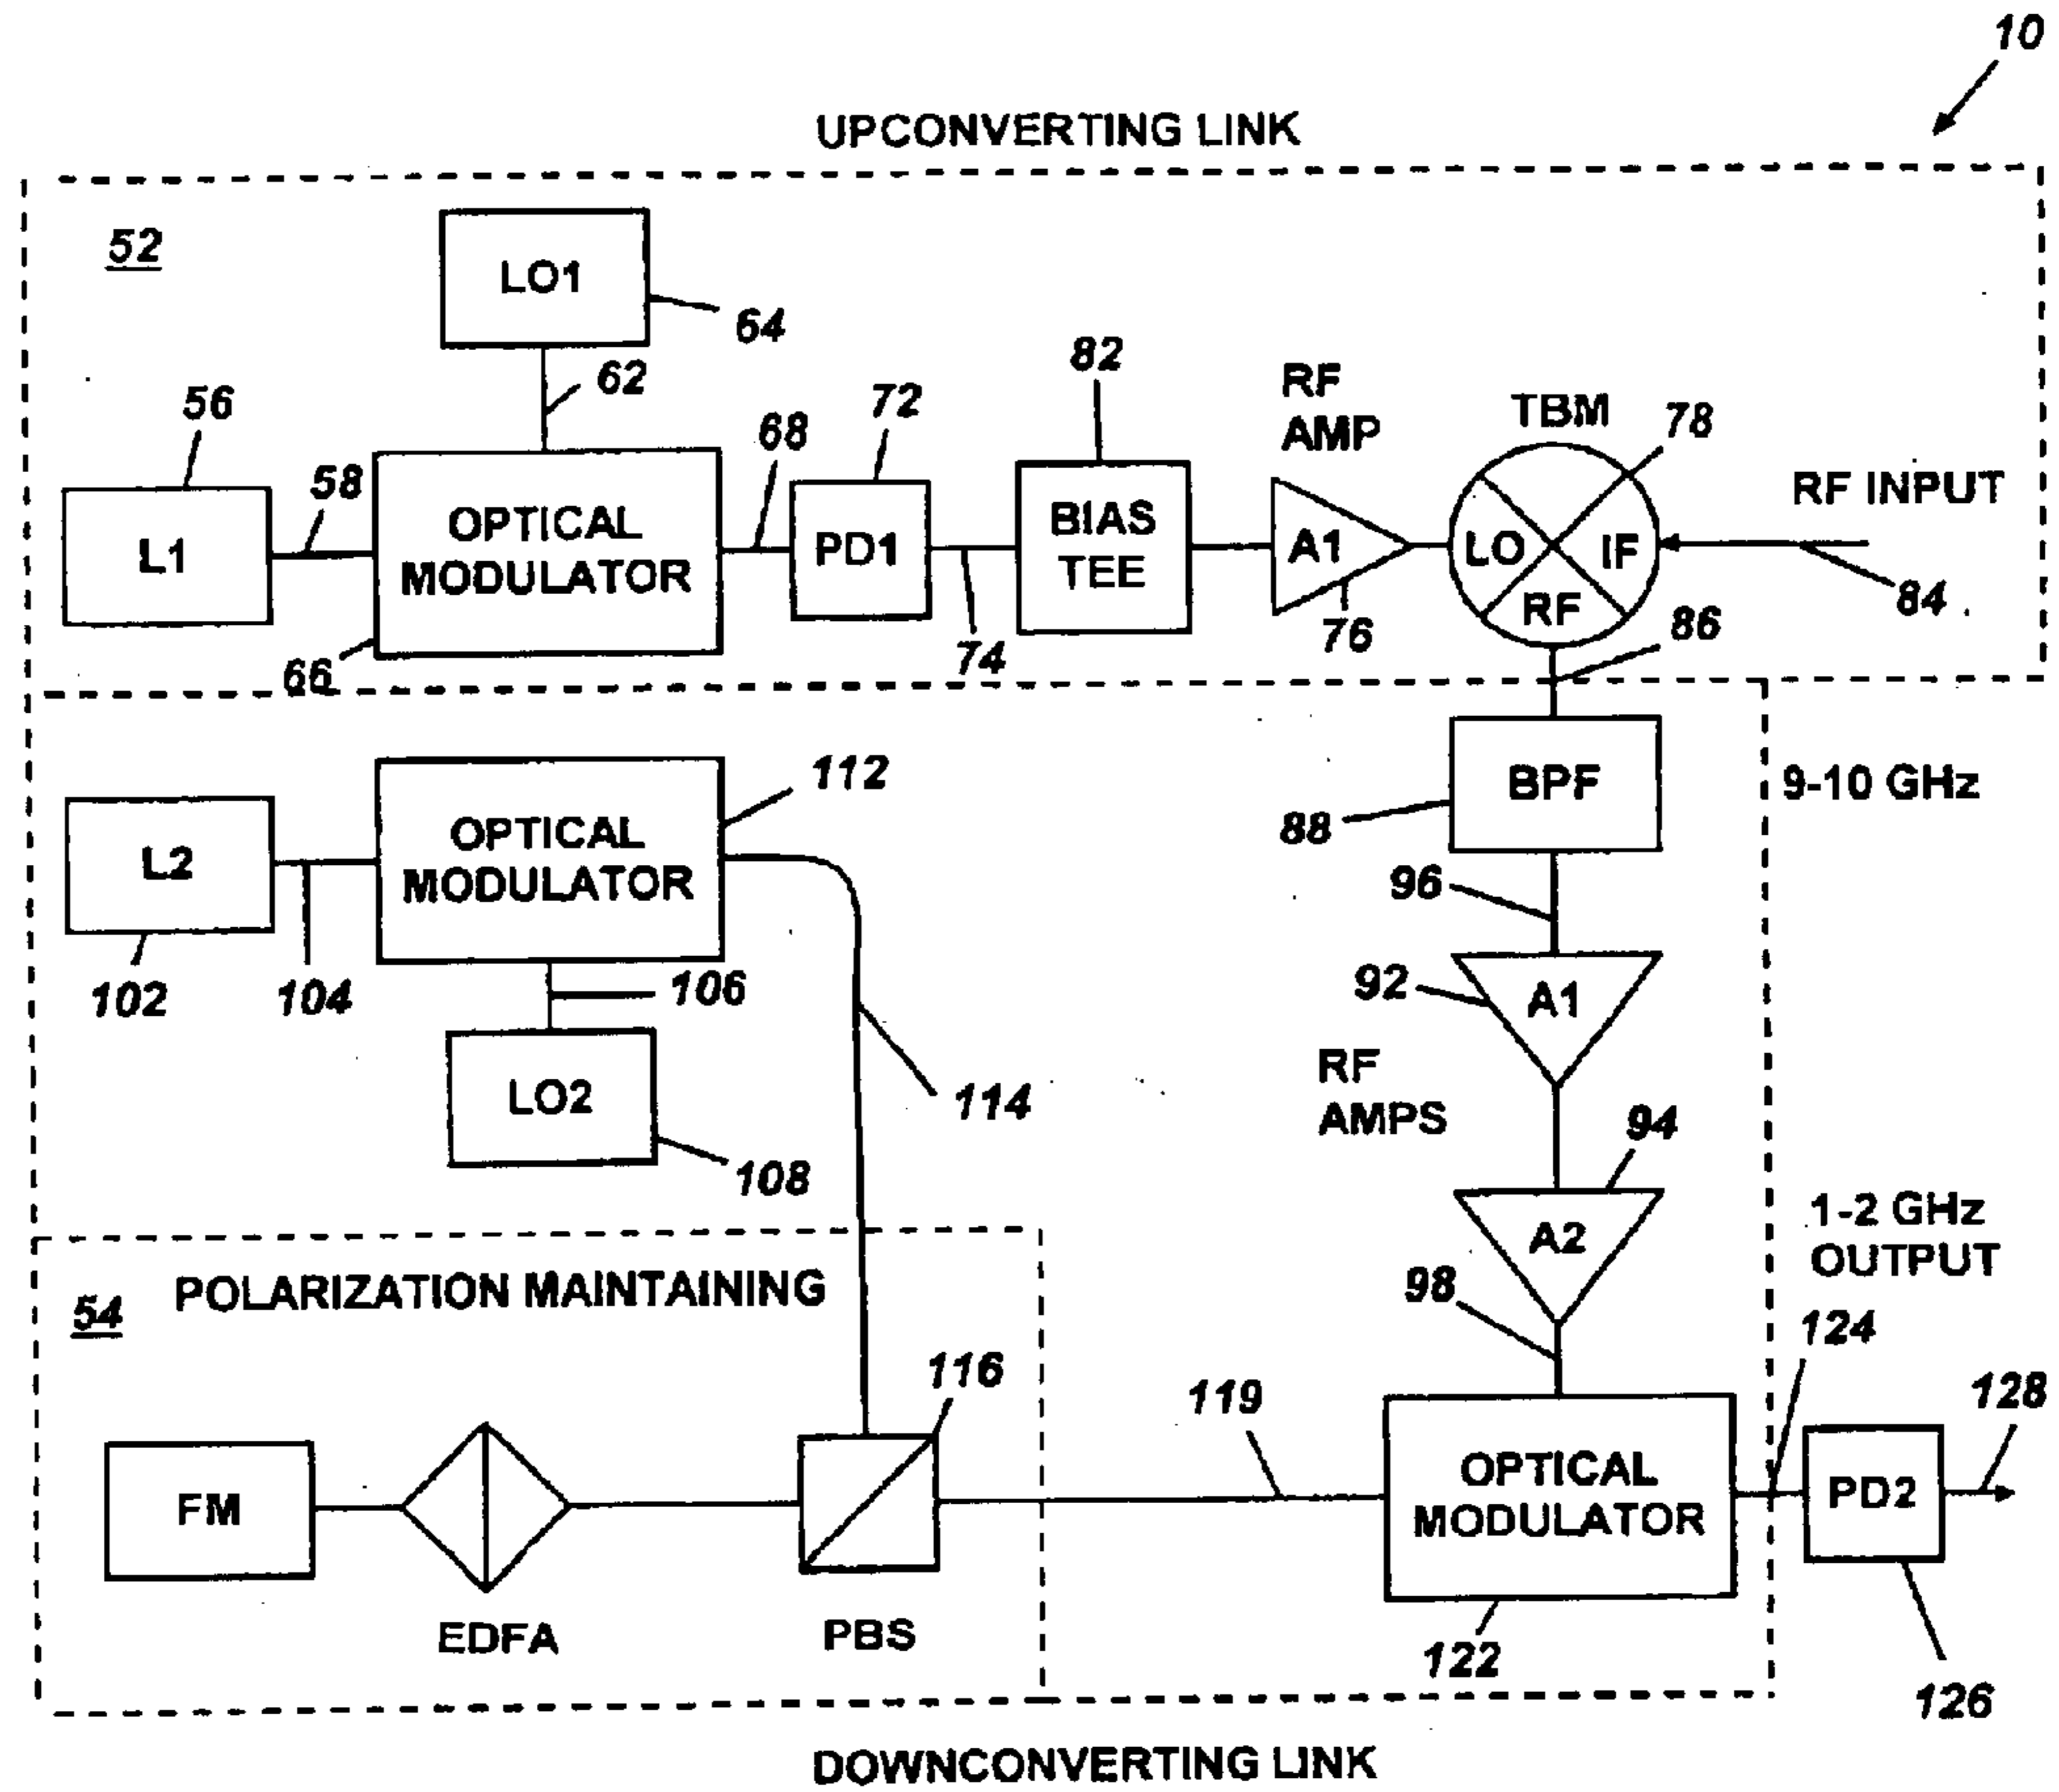 10
UPCONVERTING LINK
52
LO1
64
62
56
58
L1
OPTICAL
MODULATOR
66
68
72
PD1
74
82
BIAS
TEE
RF
AMP
A1
76
TBM
78
LO
IF
RF
RF INPUT
84
86
BPF
88
9-10 GHz
96
92
A1
RF
AMPS
94
A2
98
L2
102
104
OPTICAL
MODULATOR
112
106
LO2
108
114
54
POLARIZATION MAINTAINING
116
FM
EDFA
PBS
119
OPTICAL
MODULATOR
122
1-2 GHz
OUTPUT
124
128
PD2
126
DOWNCONVERTING LINK